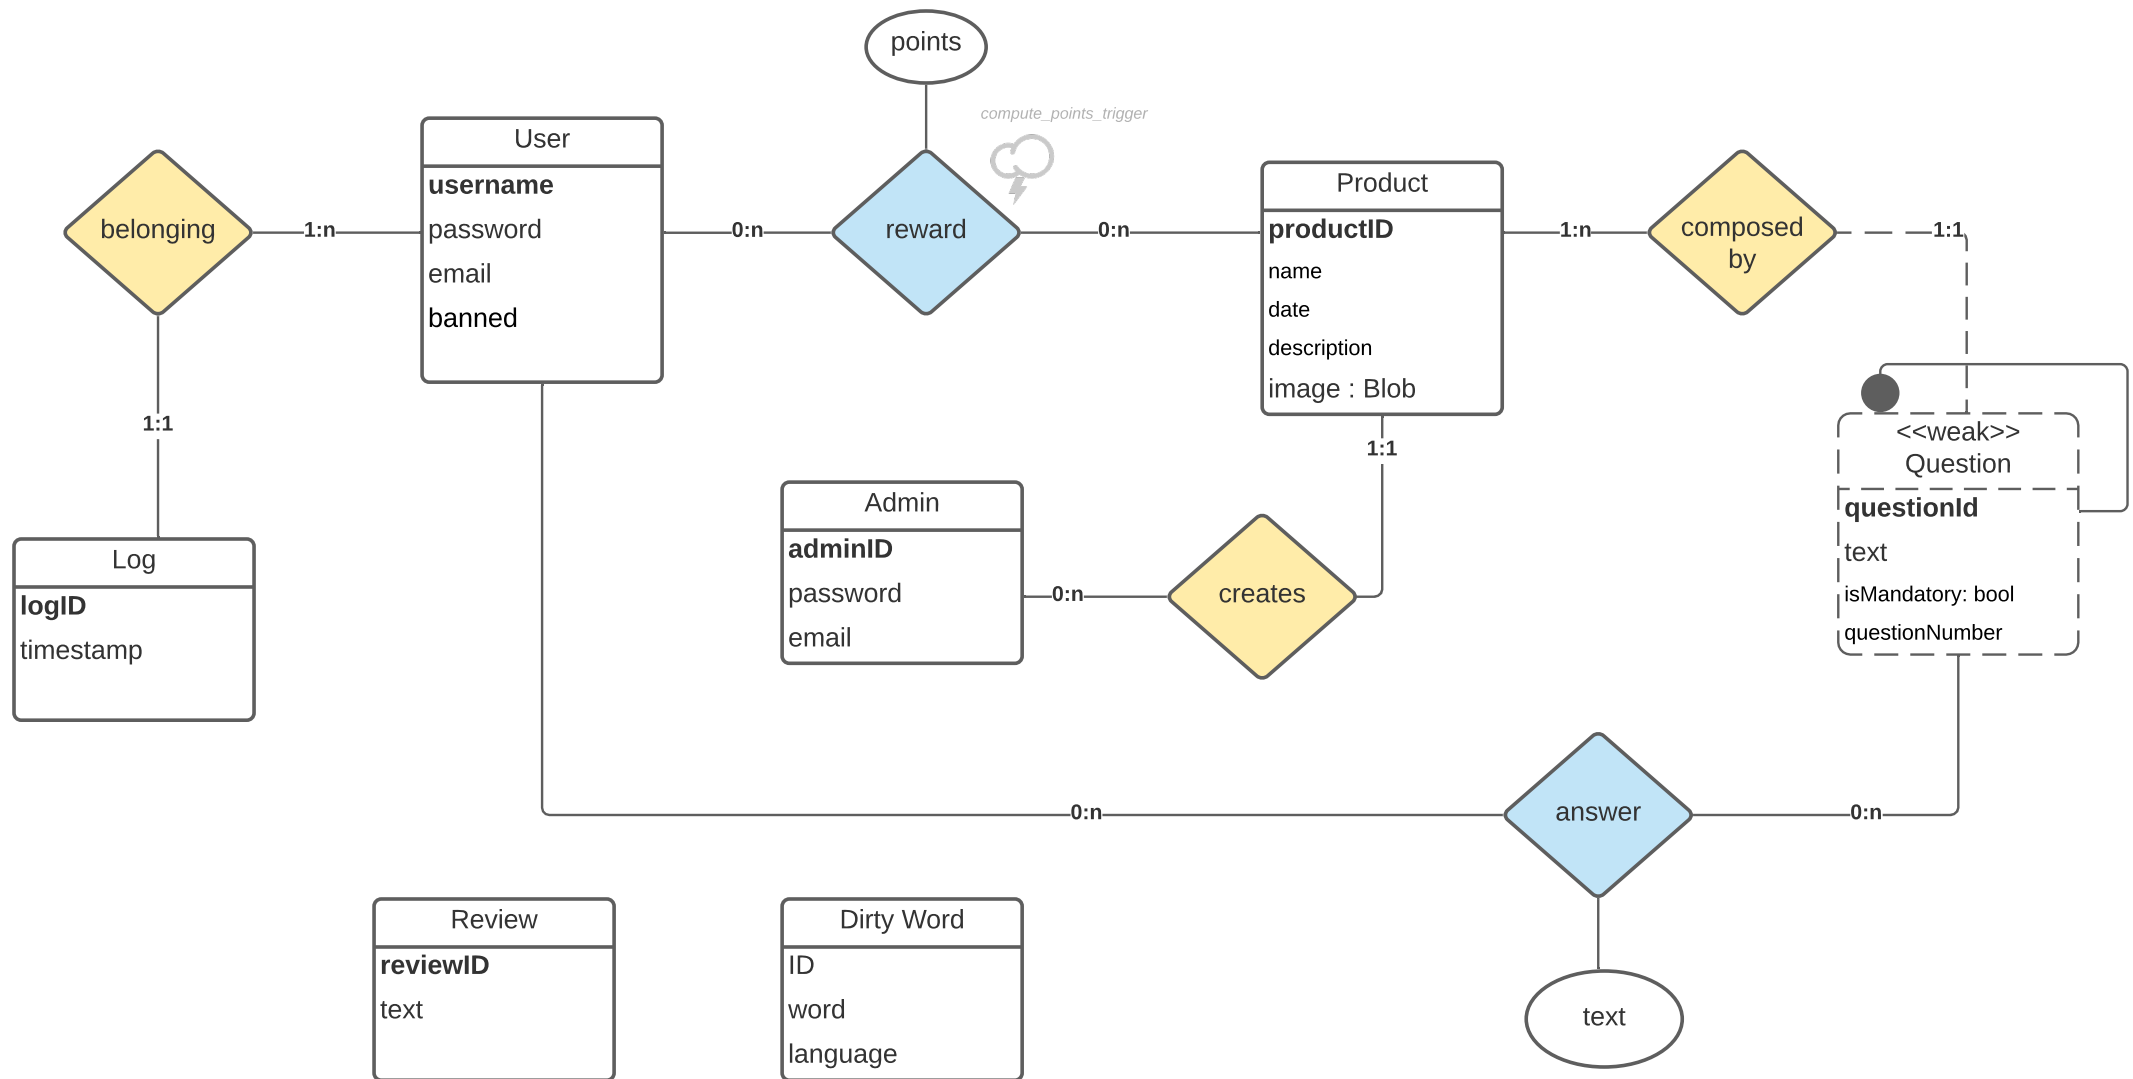 points
compute_points_trigger
User
username
password
email
banned
belonging
1:n
0:n
reward
0:n
Product
productID
name
date
description
image : Blob
1:n
composed
by
1:1
1:1
<<weak>>
Question
questionId
text
isMandatory: bool
questionNumber
1:1
Admin
adminID
password
email
0:n
creates
Log
logID
timestamp
0:n
answer
0:n
Review
reviewID
text
Dirty Word
ID
word
language
text